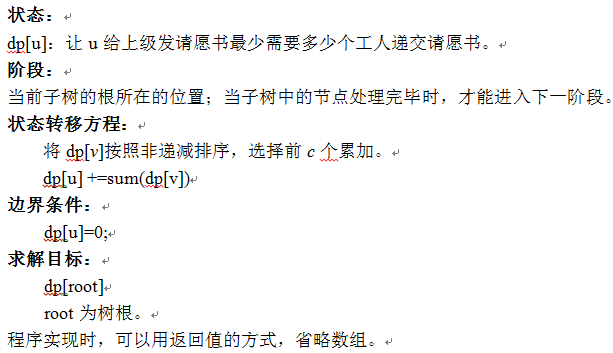 状态：
dp[u]：让 u 给上级发请愿书最少需要多少个工人递交请愿书。
阶段：
当前子树的根所在的位置；当子树中的节点处理完毕时，才能进入下一阶段。
状态转移方程：
将 dp[v]按照非递减排序，选择前 c 个累加。
dp[u] +=sum(dp[v])
边界条件：
dp[u]=0;
求解目标：
dp[root]
root 为树根。
程序实现时，可以用返回值的方式，省略数组。